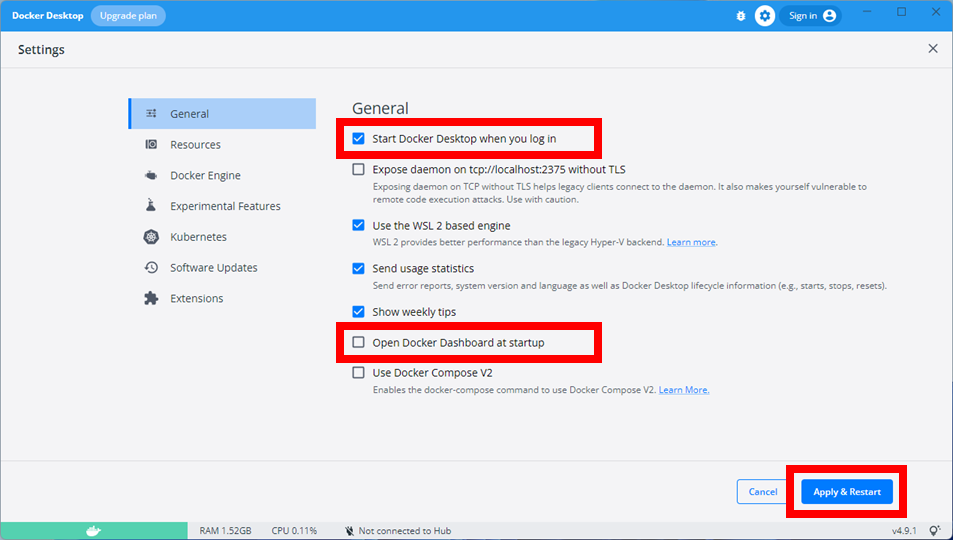 Docker Desktop Upgrade plan Sign in
Settings
General
Resources
Docker Engine
Experimental Features
Kubernetes
Software Updates
Extensions
General
Start Docker Desktop when you log in
Expose daemon on tcp://localhost:2375 without TLS
Exposing daemon on TCP without TLS helps legacy clients connect to the daemon. It also makes yourself vulnerable to
remote code execution attacks. Use with caution.
Use the WSL 2 based engine
WSL 2 provides better performance than the legacy Hyper-V backend. Learn more.
Send usage statistics
Send error reports, system version and language as well as Docker Desktop lifecycle information (e.g., starts, stops, resets).
Show weekly tips
Open Docker Dashboard at startup
Use Docker Compose V2
Enables the docker-compose command to use Docker Compose V2. Learn More.
Cancel Apply & Restart
RAM 1.52GB CPU 0.11% Not connected to Hub v4.9.1